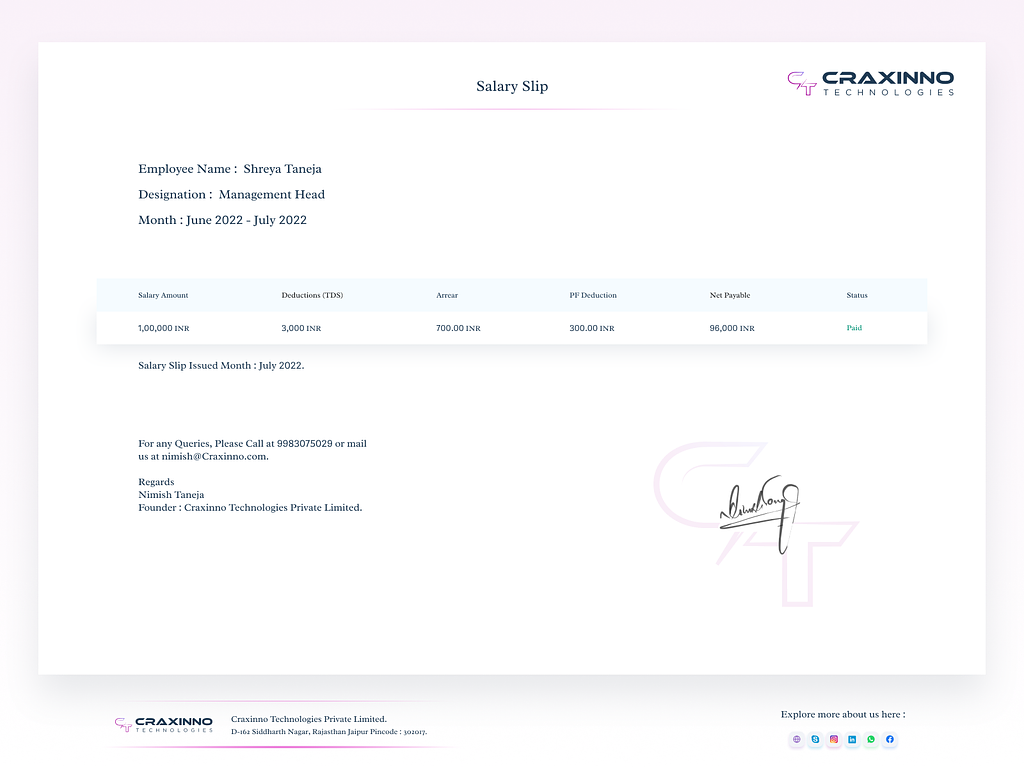 Salary Slip
CRAXINNO
TECHNOLOGIES
Employee Name : Shreya Taneja
Designation : Management Head
Month : June 2022 - July 2022
Salary Amount Deductions (TDS) Arrear PF Deduction Net Payable Status
1,00,000 INR 3,000 INR 700.00 INR 300.00 INR 96,000 INR Paid
Salary Slip Issued Month : July 2022.
For any Queries, Please Call at 9983075029 or mail
us at nimish@Craxinno.com.
Regards
Nimish Taneja
Founder : Craxinno Technologies Private Limited.
CRAXINNO
TECHNOLOGIES
Craxinno Technologies Private Limited.
D-162 Siddharth Nagar, Rajasthan Jaipur Pincode : 302017.
Explore more about us here :